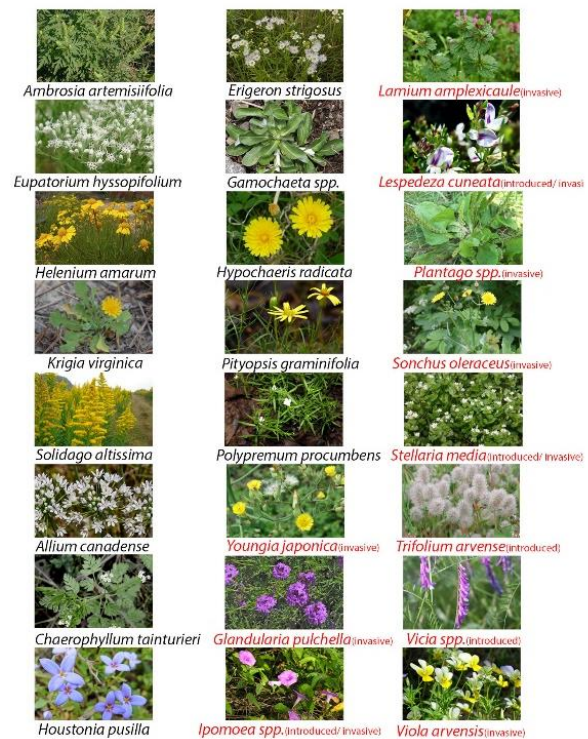 Ambrosia artemisiifolia
Erigeron strigosus
Lamium amplexicaule(invasive)
Eupatorium hyssopifolium
Gamochaeta spp.
Lespedeza cuneata(introduced/ invasi
Helenium amarum
Hypochaeris radicata
Plantago spp.(invasive)
Krigia virginica
Pityopsis graminifolia
Sonchus oleraceus(invasive)
Solidago altissima
Polypremum procumbens
Stellaria media(introduced/ invasive)
Allium canadense
Youngia japonica(invasive)
Trifolium arvense(introduced)
Chaerophyllum tainturieri
Glandularia pulchella(invasive)
Vicia spp.(introduced)
Houstonia pusilla
Ipomoea spp.(introduced/ invasive)
Viola arvensis(invasive)